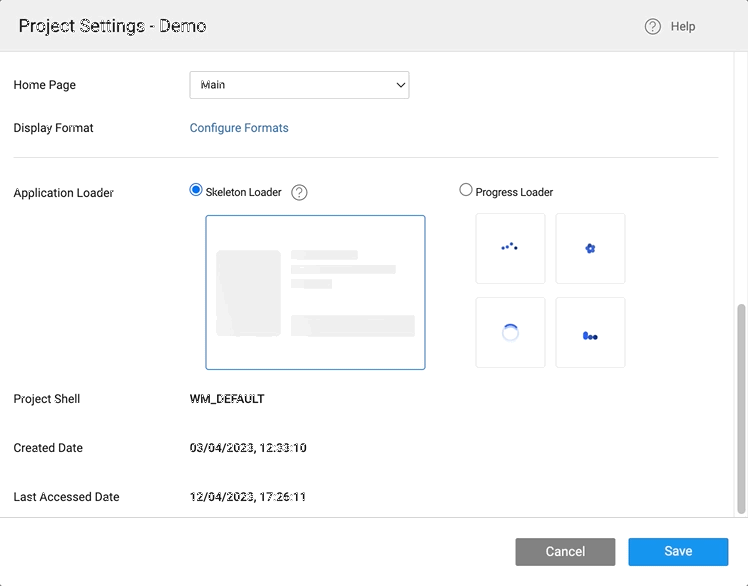 Project Settings - Demo
Help
Home Page
Main
Display Format
Configure Formats
Application Loader
Skeleton Loader
Progress Loader
Project Shell
WM_DEFAULT
Created Date
03/04/2023, 12:33:10
Last Accessed Date
12/04/2023, 17:26:11
Cancel
Save